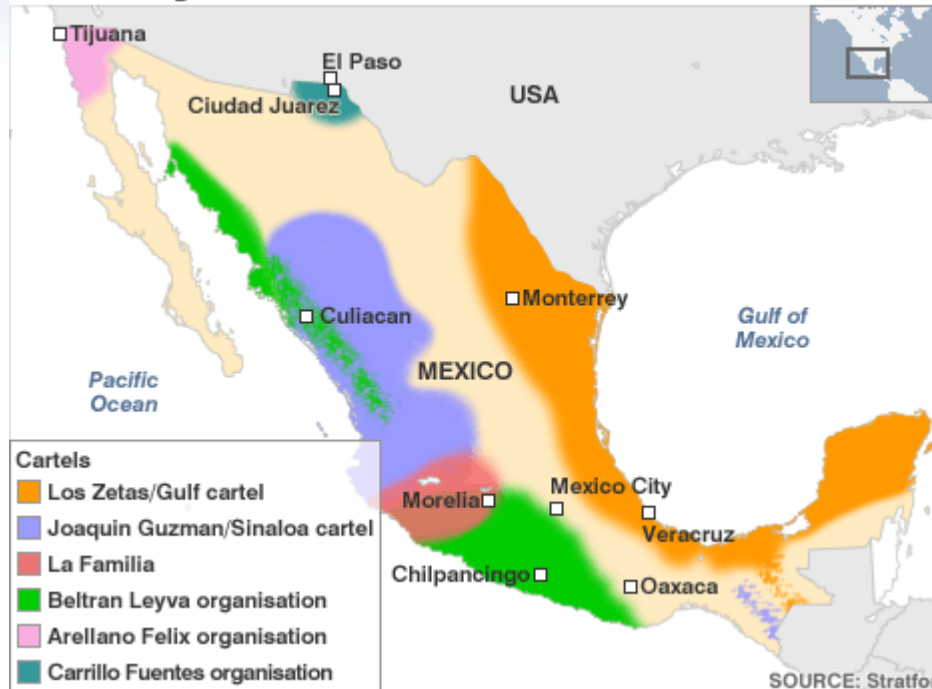 Tijuana
El Paso
Ciudad Juarez
USA
Monterrey
Culiacan
Gulf of
Mexico
MEXICO
Pacific
Ocean
Cartels
Los Zetas/Gulf cartel
Joaquin Guzman/Sinaloa cartel
La Familia
Beltran Leyva organisation
Arellano Felix organisation
Carrillo Fuentes organisation
Morelia
Mexico City
Veracruz
Chilpancingo
Oaxaca
SOURCE: Stratfor